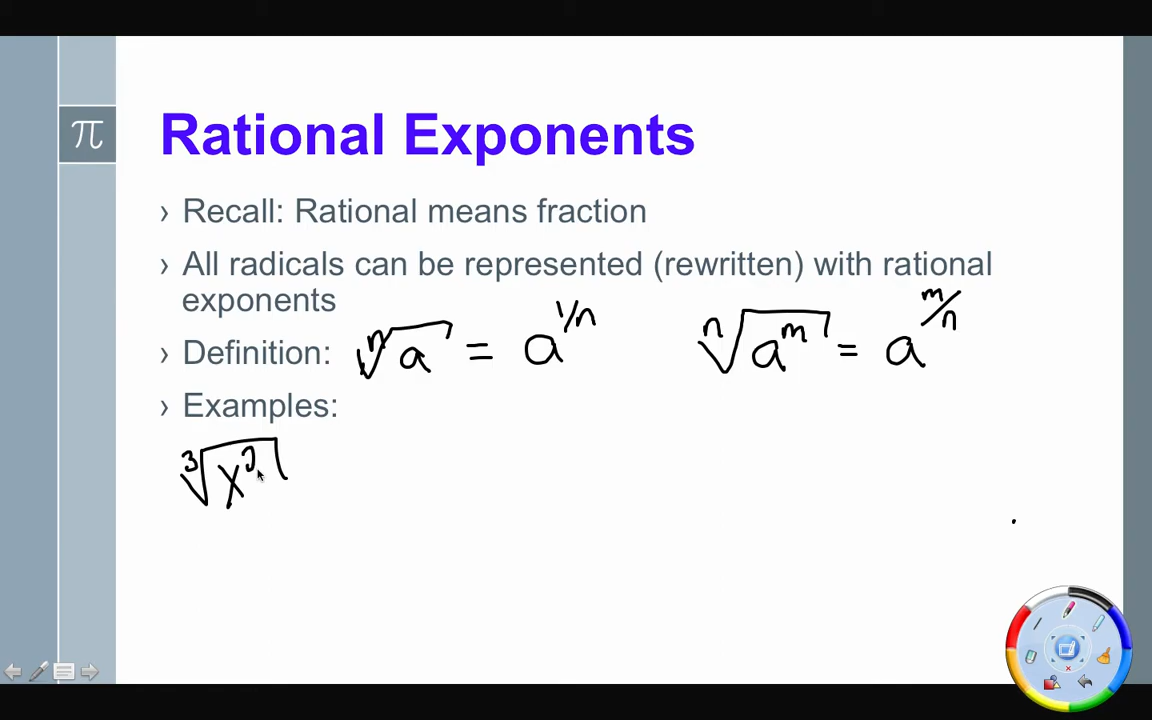 π
Rational Exponents
› Recall: Rational means fraction
› All radicals can be represented (rewritten) with rational
exponents
› Definition: ⁿ√a = a^(1/n) ⁿ√(a^m) = a^(m/n)
› Examples:
³√(x²)